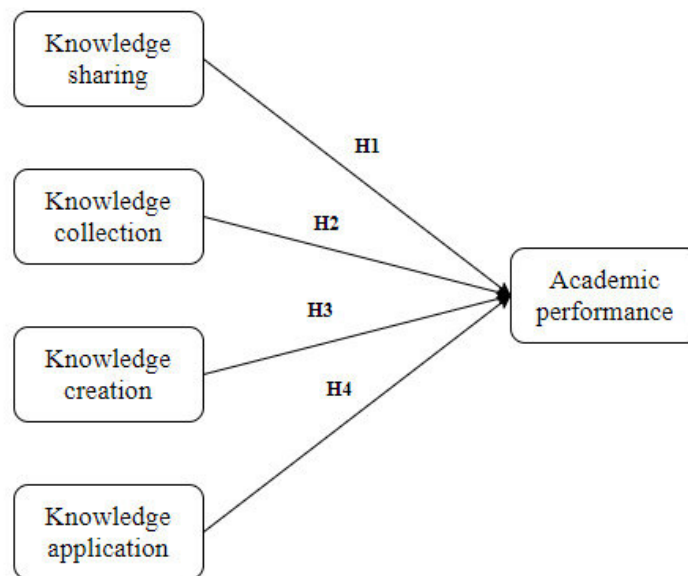 Knowledge
sharing
H1
Knowledge
collection
H2
Academic
performance
H3
Knowledge
creation
H4
Knowledge
application